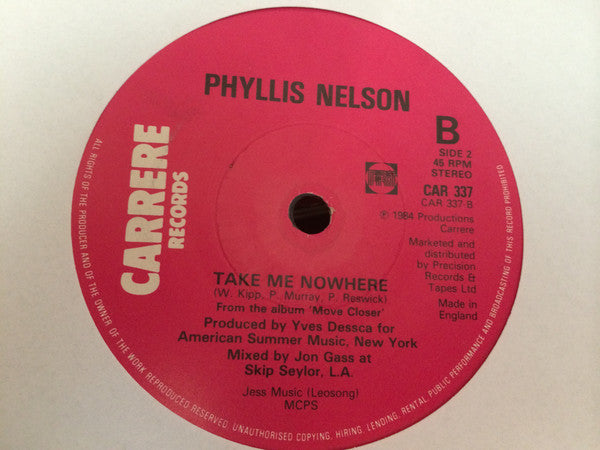 PHYLLIS NELSON
CARRERE
RECORDS
B
SIDE 2
45 RPM
STEREO
CAR 337
CAR 337-B
℗ 1984 Productions
Carrere
Marketed and
distributed
by Precision
Records &
Tapes Ltd
Made in
England
TAKE ME NOWHERE
(W. Kipp, P. Murray, P. Reswick)
From the album 'Move Closer'
Produced by Yves Dessca for
American Summer Music, New York
Mixed by Jon Gass at
Skip Seylor, L.A.
Jess Music (Leosong)
MCPS
ALL RIGHTS OF THE PRODUCER AND OF THE OWNER OF THE WORK REPRODUCED RESERVED. UNAUTHORISED COPYING, HIRING, LENDING, RENTAL, PUBLIC PERFORMANCE AND BROADCASTING OF THIS RECORD PROHIBITED